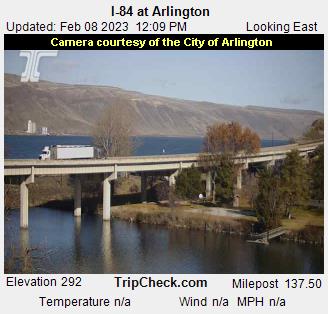 I-84 at Arlington
Updated: Feb 08 2023 12:09 PM Looking East
Camera courtesy of the City of Arlington
Elevation 292 TripCheck.com Milepost 137.50
Temperature n/a Wind n/a MPH n/a